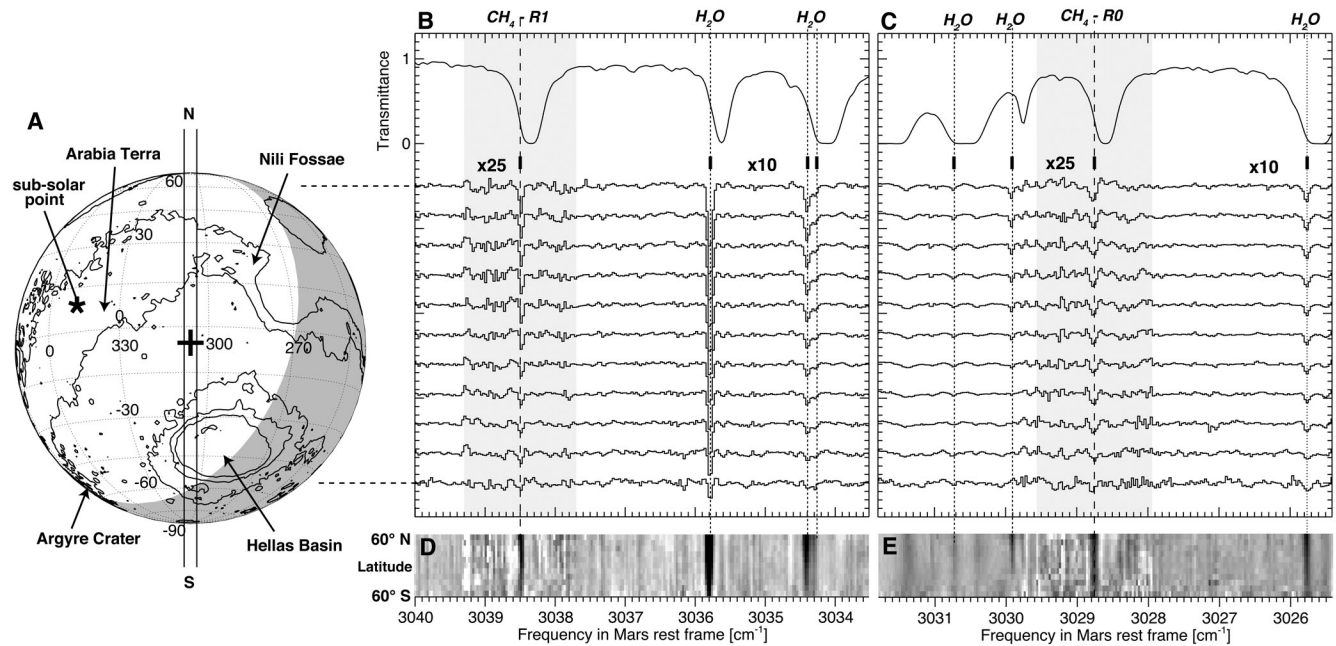 A
N
Arabia Terra
Nili Fossae
sub-solar
point
60
30
0
0
330
300
270
-30
-60
-90
Argyre Crater
Hellas Basin
S
B
CH4 - R1
H2O
H2O
Transmittance
1
0
x25
x10
C
H2O
H2O
CH4 - R0
H2O
x25
x10
D
60° N
Latitude
60° S
3040
3039
3038
3037
3036
3035
3034
Frequency in Mars rest frame [cm-1]
E
3031
3030
3029
3028
3027
3026
Frequency in Mars rest frame [cm-1]